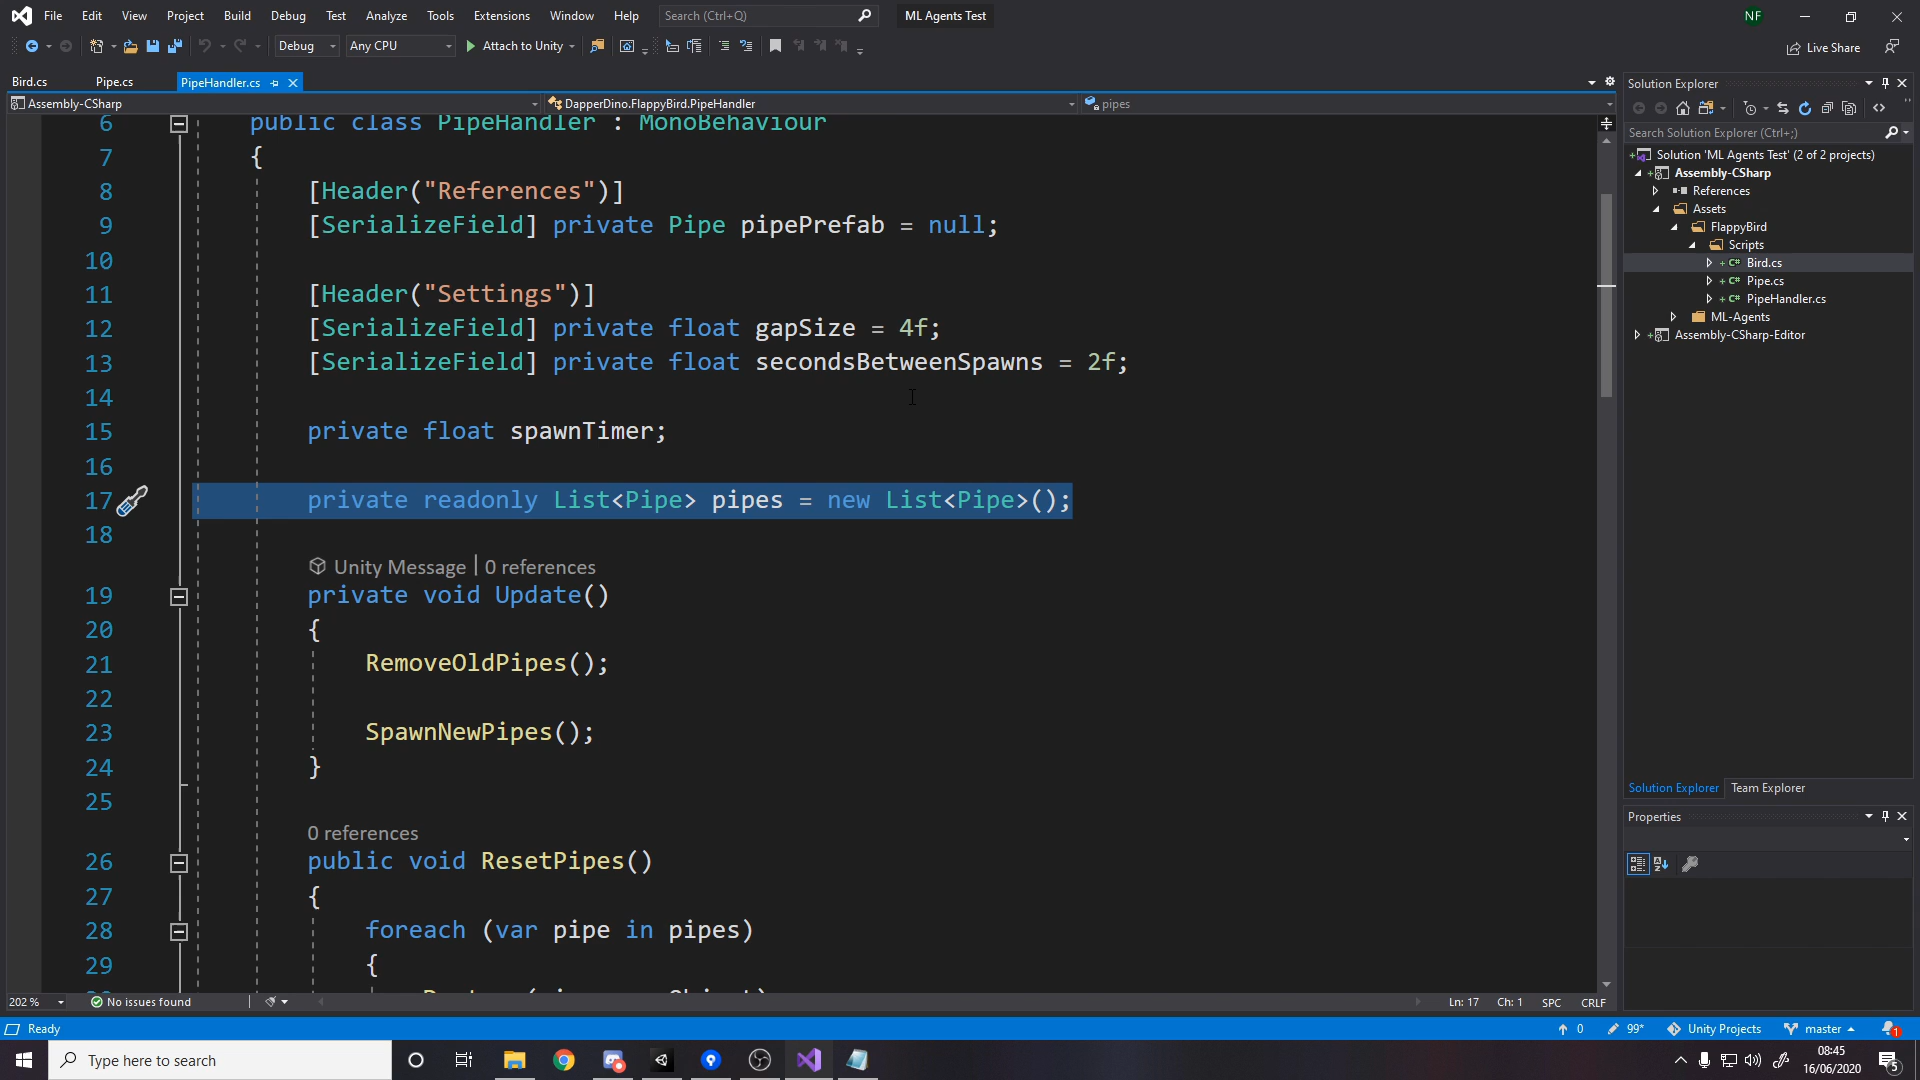 File Edit View Project Build Debug Test Analyze Tools Extensions Window Help Search (Ctrl+Q) ML Agents Test NF
Debug Any CPU Attach to Unity Live Share
Bird.cs Pipe.cs PipeHandler.cs
Assembly-CSharp DapperDino.FlappyBird.PipeHandler pipes
6 public class PipeHandler : MonoBehaviour
7 {
8 [Header("References")]
9 [SerializeField] private Pipe pipePrefab = null;
10
11 [Header("Settings")]
12 [SerializeField] private float gapSize = 4f;
13 [SerializeField] private float secondsBetweenSpawns = 2f;
14
15 private float spawnTimer;
16
17 private readonly List<Pipe> pipes = new List<Pipe>();
18
Unity Message | 0 references
19 private void Update()
20 {
21 RemoveOldPipes();
22
23 SpawnNewPipes();
24 }
25
0 references
26 public void ResetPipes()
27 {
28 foreach (var pipe in pipes)
29 {
202 % No issues found Ln: 17 Ch: 1 SPC CRLF
Solution Explorer
Search Solution Explorer (Ctrl+;)
Solution 'ML Agents Test' (2 of 2 projects)
Assembly-CSharp
References
Assets
FlappyBird
Scripts
C# Bird.cs
C# Pipe.cs
C# PipeHandler.cs
ML-Agents
Assembly-CSharp-Editor
Solution Explorer Team Explorer
Properties
Ready 0 99* Unity Projects master 1
Type here to search 08:45
16/06/2020 5